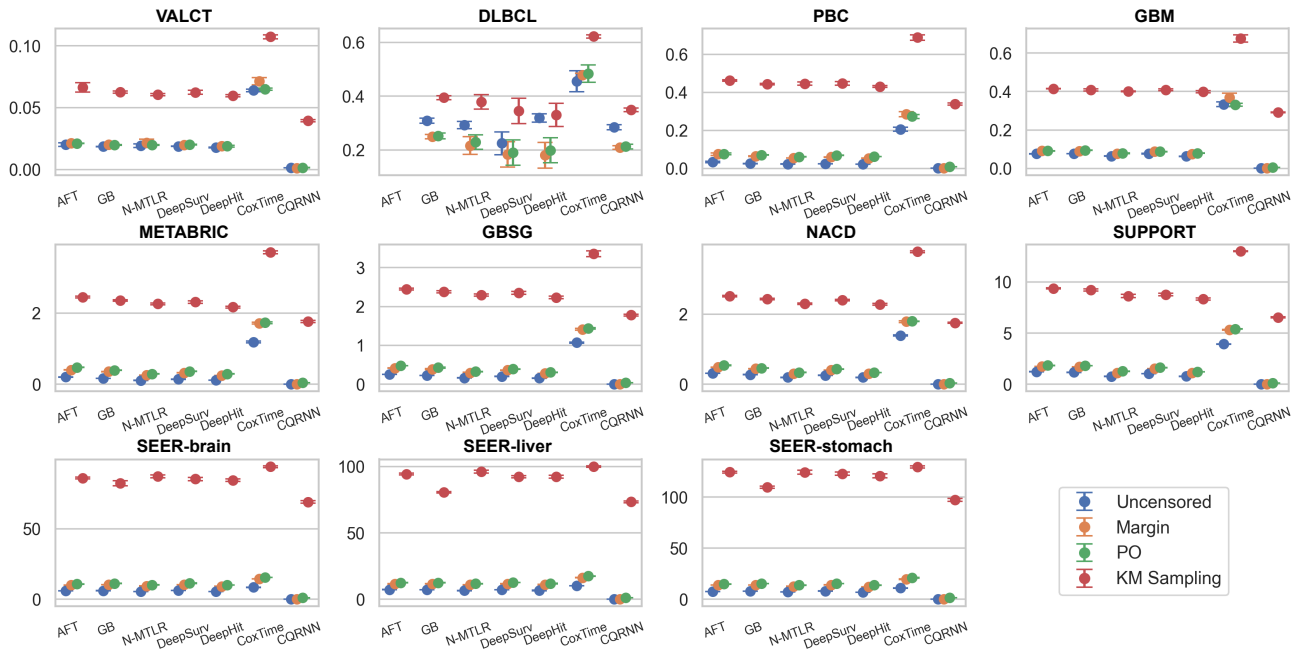 VALCT
0.10
0.05
0.00
AFT
GB
N-MTLR
DeepSurv
DeepHit
CoxTime
CQRNN
DLBCL
0.6
0.4
0.2
AFT
GB
N-MTLR
DeepSurv
DeepHit
CoxTime
CQRNN
PBC
0.6
0.4
0.2
0.0
AFT
GB
N-MTLR
DeepSurv
DeepHit
CoxTime
CQRNN
GBM
0.6
0.4
0.2
0.0
AFT
GB
N-MTLR
DeepSurv
DeepHit
CoxTime
CQRNN
METABRIC
2
0
AFT
GB
N-MTLR
DeepSurv
DeepHit
CoxTime
CQRNN
GBSG
3
2
1
0
AFT
GB
N-MTLR
DeepSurv
DeepHit
CoxTime
CQRNN
NACD
2
0
AFT
GB
N-MTLR
DeepSurv
DeepHit
CoxTime
CQRNN
SUPPORT
10
5
0
AFT
GB
N-MTLR
DeepSurv
DeepHit
CoxTime
CQRNN
SEER-brain
50
0
AFT
GB
N-MTLR
DeepSurv
DeepHit
CoxTime
CQRNN
SEER-liver
100
50
0
AFT
GB
N-MTLR
DeepSurv
DeepHit
CoxTime
CQRNN
SEER-stomach
100
50
0
AFT
GB
N-MTLR
DeepSurv
DeepHit
CoxTime
CQRNN
Uncensored
Margin
PO
KM Sampling